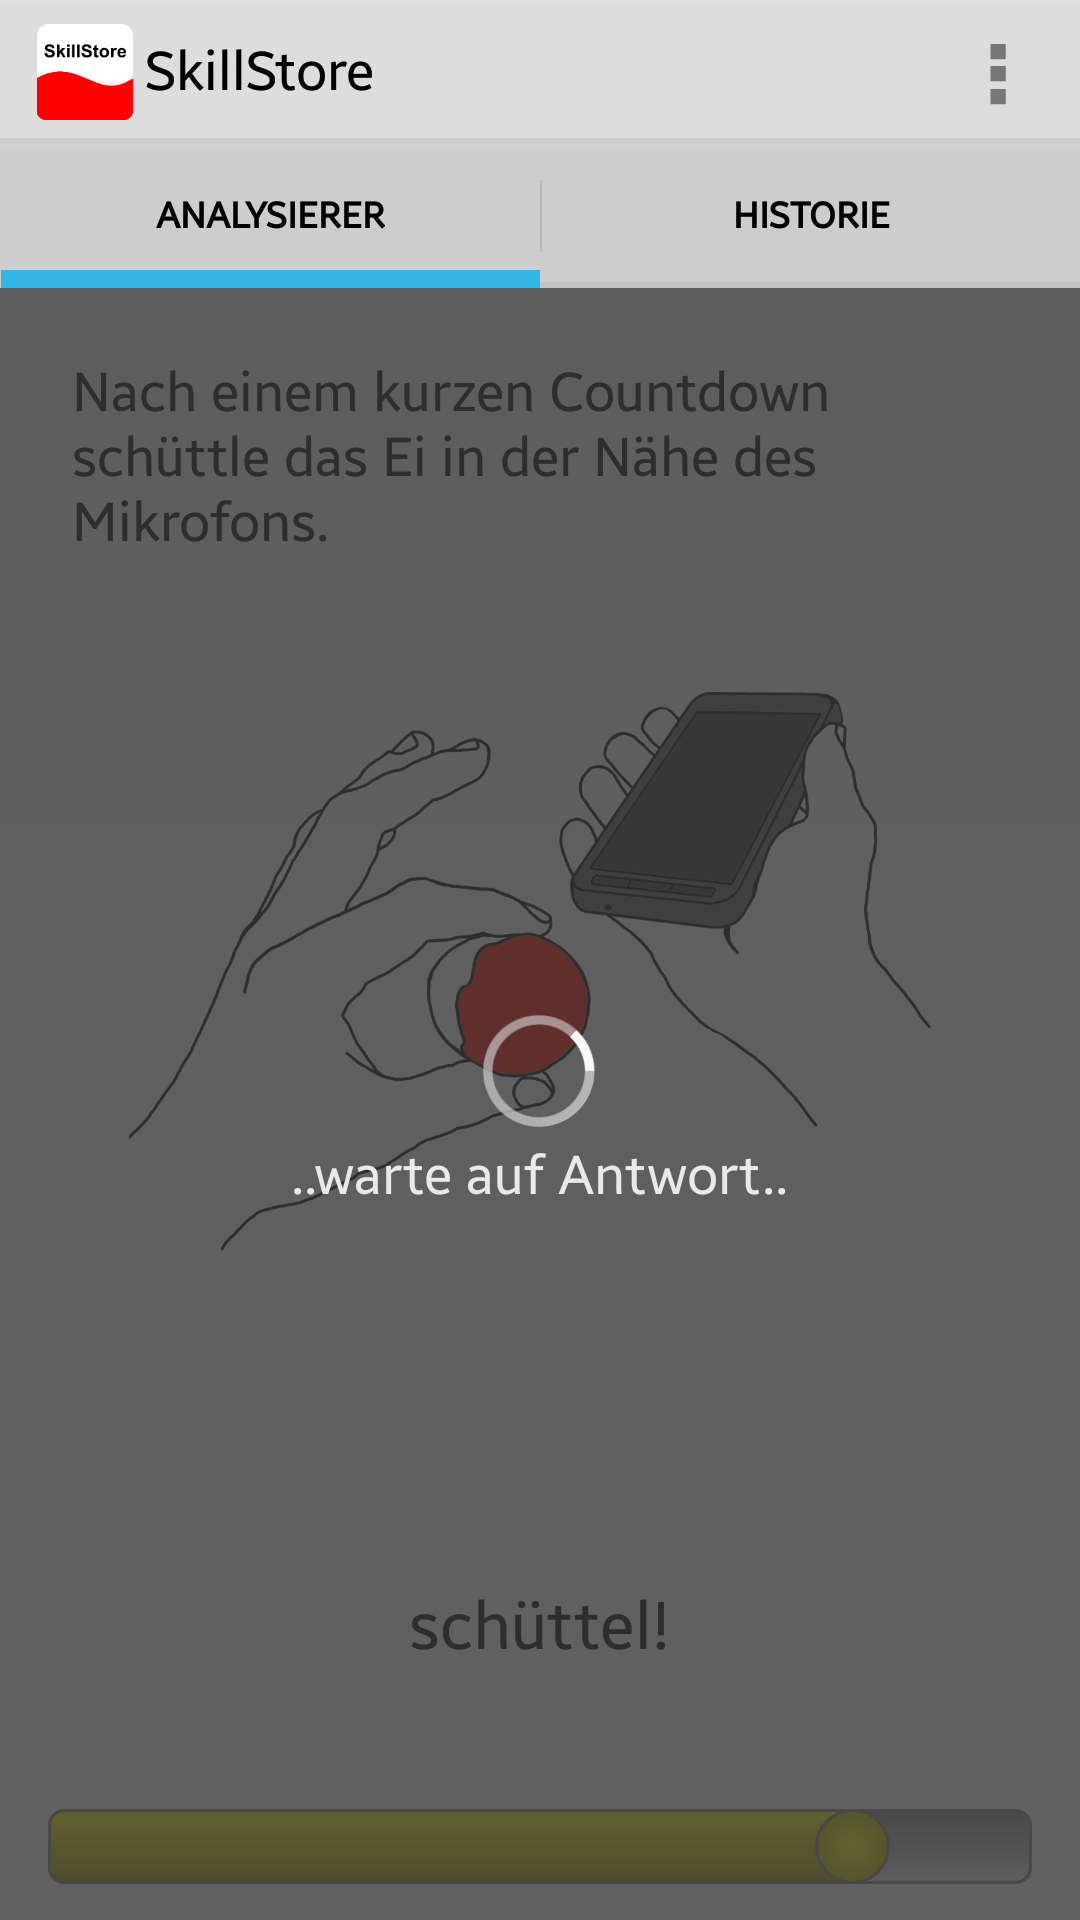 SkillStore
SkillStore
ANALYSIERER
HISTORIE
Nach einem kurzen Countdown
schüttle das Ei in der Nähe des
Mikrofons.
..warte auf Antwort..
schüttel!